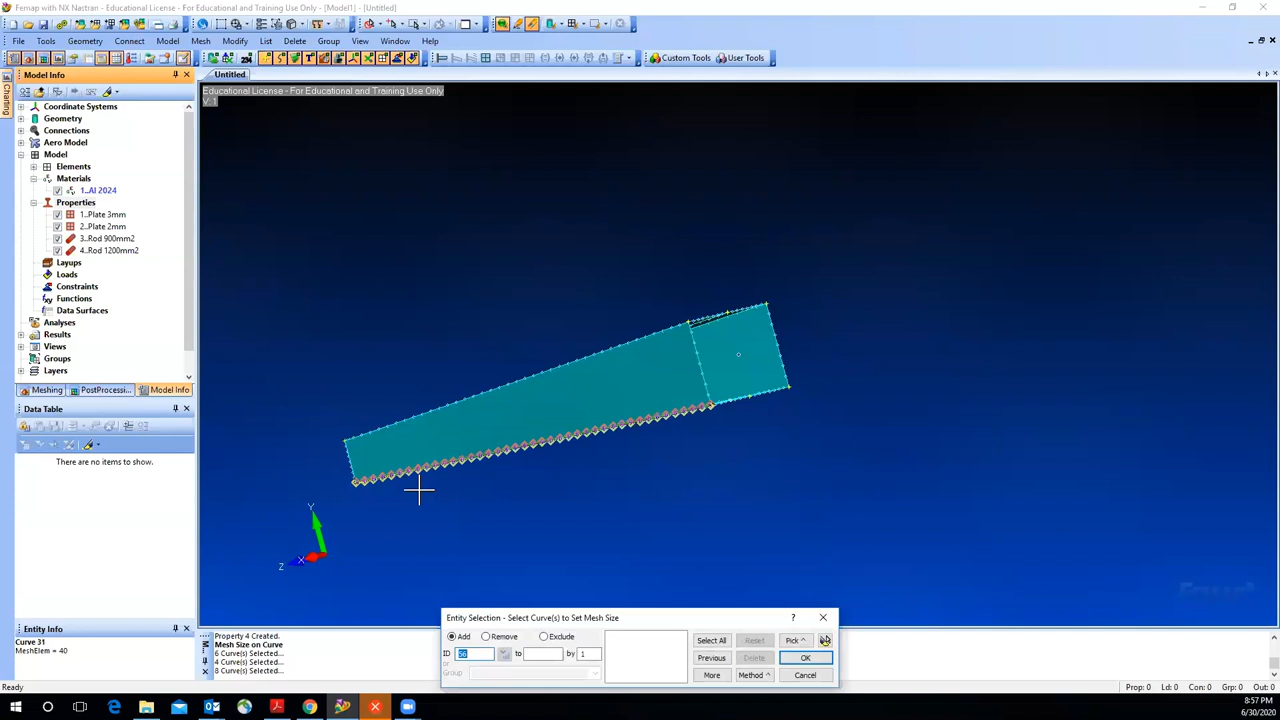 Femap with NX Nastran - Educational License - For Educational and Training Use Only - [Model1] - [Untitled]
File Tools Geometry Connect Model Mesh Modify List Delete Group View Window Help
Custom Tools User Tools
Model Info
Untitled
Charting
Educational License - For Educational and Training Use Only
V: 1
Coordinate Systems
Geometry
Connections
Aero Model
Model
Elements
Materials
1..Al 2024
Properties
1..Plate 3mm
2..Plate 2mm
3..Rod 900mm2
4..Rod 1200mm2
Layups
Loads
Constraints
Functions
Data Surfaces
Analyses
Results
Views
Groups
Layers
Meshing PostProcessi... Model Info
Data Table
There are no items to show.
Y
X
Z
Entity Info
Curve 31
MeshElem = 40
Property 4 Created.
Mesh Size on Curve
6 Curve(s) Selected...
4 Curve(s) Selected...
8 Curve(s) Selected...
Entity Selection - Select Curve(s) to Set Mesh Size
Add Remove Exclude
ID to by 1
or
Group
Select All Reset Pick ^
Previous Delete OK
More Method ^ Cancel
Ready
Prop: 0 Ld: 0 Con: 0 Grp: 0 Out: 0
8:57 PM
6/30/2020